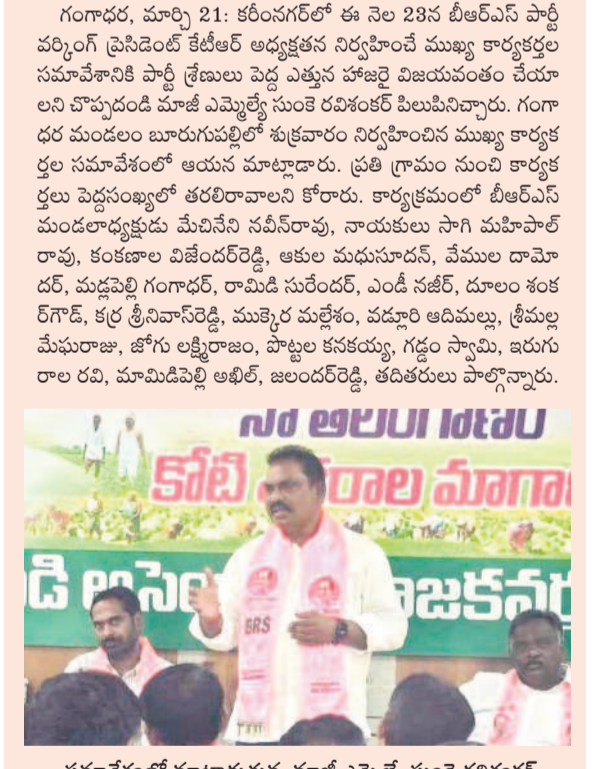 గంగాధర, మార్చి 21: కరీంనగర్‌లో ఈ నెల 23న బీఆర్ఎస్ పార్టీ
వర్కింగ్ ప్రెసిడెంట్ కేటీఆర్ అధ్యక్షతన నిర్వహించే ముఖ్య కార్యకర్తల
సమావేశానికి పార్టీ శ్రేణులు పెద్ద ఎత్తున హాజరై విజయవంతం చేయా
లని చొప్పదండి మాజీ ఎమ్మెల్యే సుంకె రవిశంకర్ పిలుపినిచ్చారు. గంగా
ధర మండలం బూరుగుపల్లిలో శుక్రవారం నిర్వహించిన ముఖ్య కార్యక
ర్తల సమావేశంలో ఆయన మాట్లాడారు. ప్రతి గ్రామం నుంచి కార్యక
ర్తలు పెద్దసంఖ్యలో తరలిరావాలని కోరారు. కార్యక్రమంలో బీఆర్ఎస్
మండలాధ్యక్షుడు మేచినేని నవీన్‌రావు, నాయకులు సాగి మహిపాల్
రావు, కంకణాల విజేందర్‌రెడ్డి, ఆకుల మధుసూదన్, వేముల దామో
దర్, మడ్లపెల్లి గంగాధర్, రామిడి సురేందర్, ఎండీ నజీర్, దూలం శంక
ర్‌గౌడ్, కర్ర శ్రీనివాస్‌రెడ్డి, ముక్కెర మల్లేశం, వడ్లూరి ఆదిమల్లు, శ్రీమల్ల
మేఘరాజు, జోగు లక్ష్మీరాజం, పొట్టల కనకయ్య, గడ్డం స్వామి, ఇరుగు
రాల రవి, మామిడిపెల్లి అఖిల్, జలందర్‌రెడ్డి, తదితరులు పాల్గొన్నారు.
నా తెలంగాణం
కోటి రాల మాగా
డి అసెం జకవర్గ
BRS